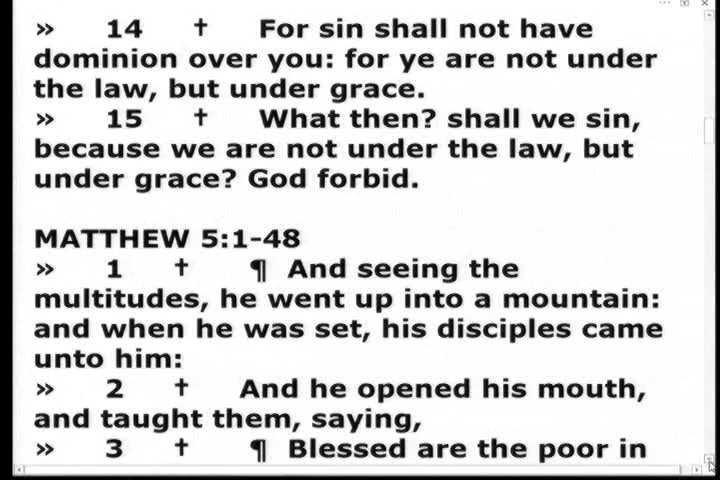 » 14 † For sin shall not have
dominion over you: for ye are not under
the law, but under grace.
» 15 † What then? shall we sin,
because we are not under the law, but
under grace? God forbid.
MATTHEW 5:1-48
» 1 † ¶ And seeing the
multitudes, he went up into a mountain:
and when he was set, his disciples came
unto him:
» 2 † And he opened his mouth,
and taught them, saying,
» 3 † ¶ Blessed are the poor in